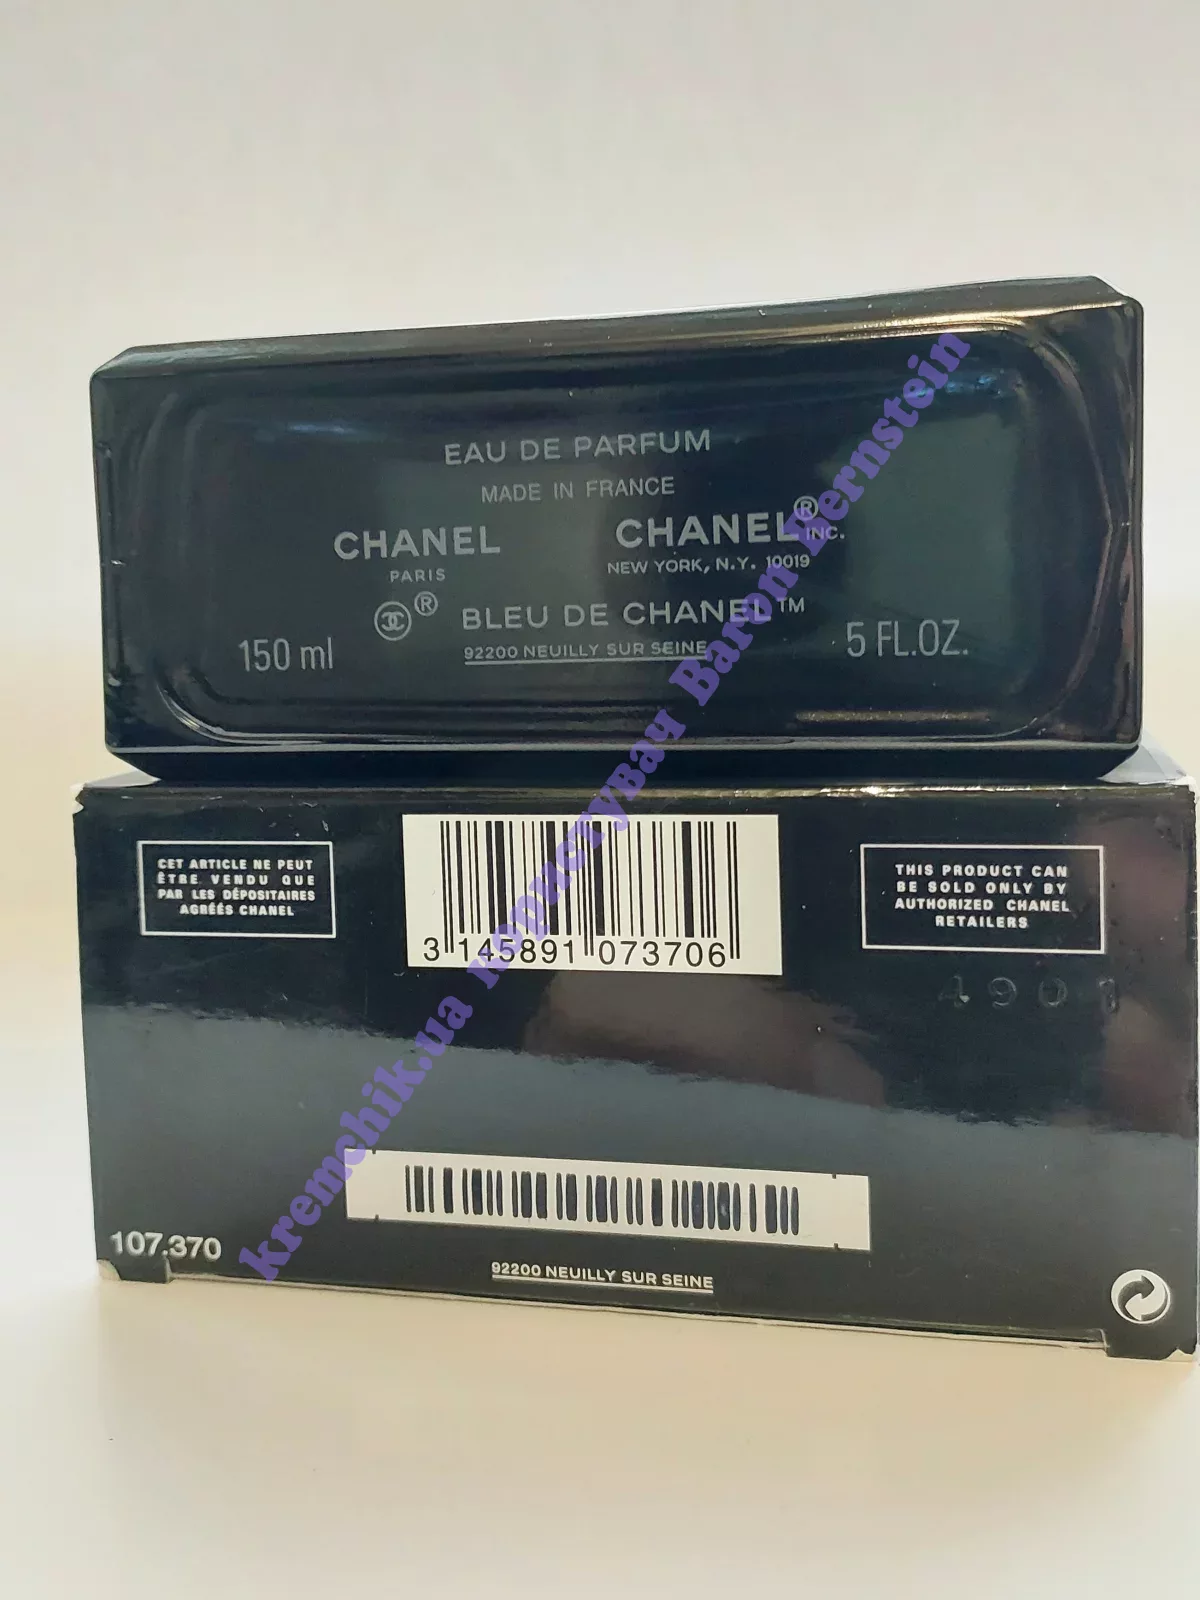 EAU DE PARFUM
MADE IN FRANCE
CHANEL
PARIS
CHANEL® INC.
NEW YORK, N.Y. 10019
® BLEU DE CHANEL™
92200 NEUILLY SUR SEINE
150 ml
5 FL.OZ.
CET ARTICLE NE PEUT
ÊTRE VENDU QUE
PAR LES DÉPOSITAIRES
AGRÉÉS CHANEL
3 145891 073706
THIS PRODUCT CAN
BE SOLD ONLY BY
AUTHORIZED CHANEL
RETAILERS
4901
107.370
92200 NEUILLY SUR SEINE
kremchik.ua користувач Baron Bernstein